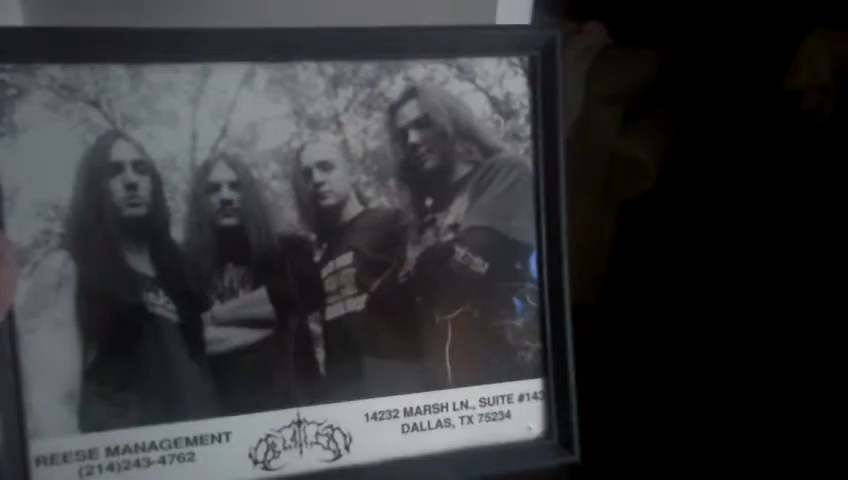 REESE MANAGEMENT
(214)243-4762
14232 MARSH LN., SUITE #143
DALLAS, TX 75234